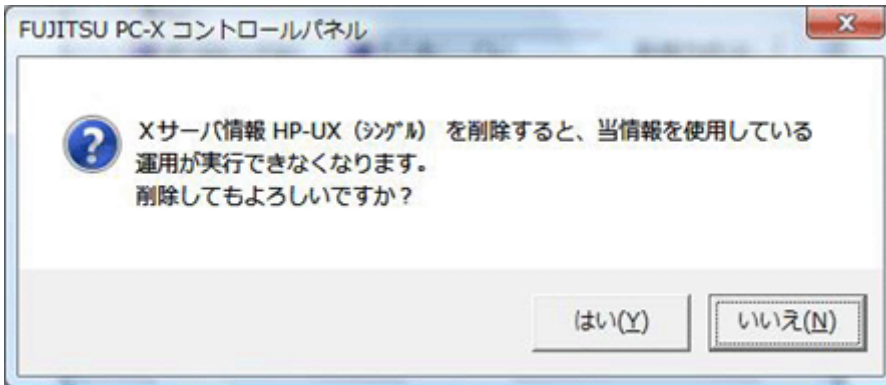 FUJITSU PC-X コントロールパネル
Xサーバ情報 HP-UX（ｼﾝｸﾞﾙ） を削除すると、当情報を使用している
運用が実行できなくなります。
削除してもよろしいですか？
はい(Y)
いいえ(N)